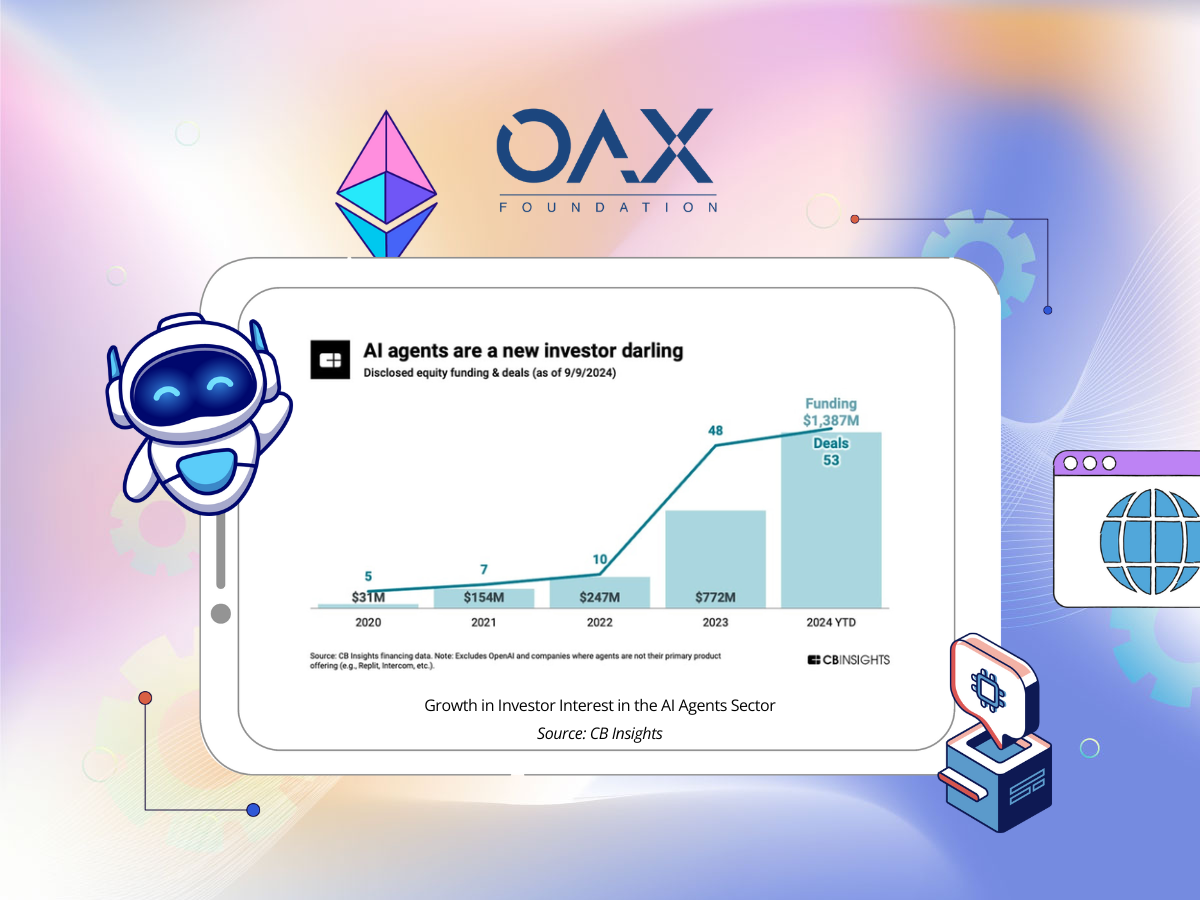 OAX
FOUNDATION
AI agents are a new investor darling
Disclosed equity funding & deals (as of 9/9/2024)
Funding
$1,387M
Deals
53
48
10
7
5
$31M
$154M
$247M
$772M
2020
2021
2022
2023
2024 YTD
Source: CB Insights financing data. Note: Excludes OpenAI and companies where agents are not their primary product
offering (e.g., Replit, Intercom, etc.).
CBINSIGHTS
Growth in Investor Interest in the AI Agents Sector
Source: CB Insights